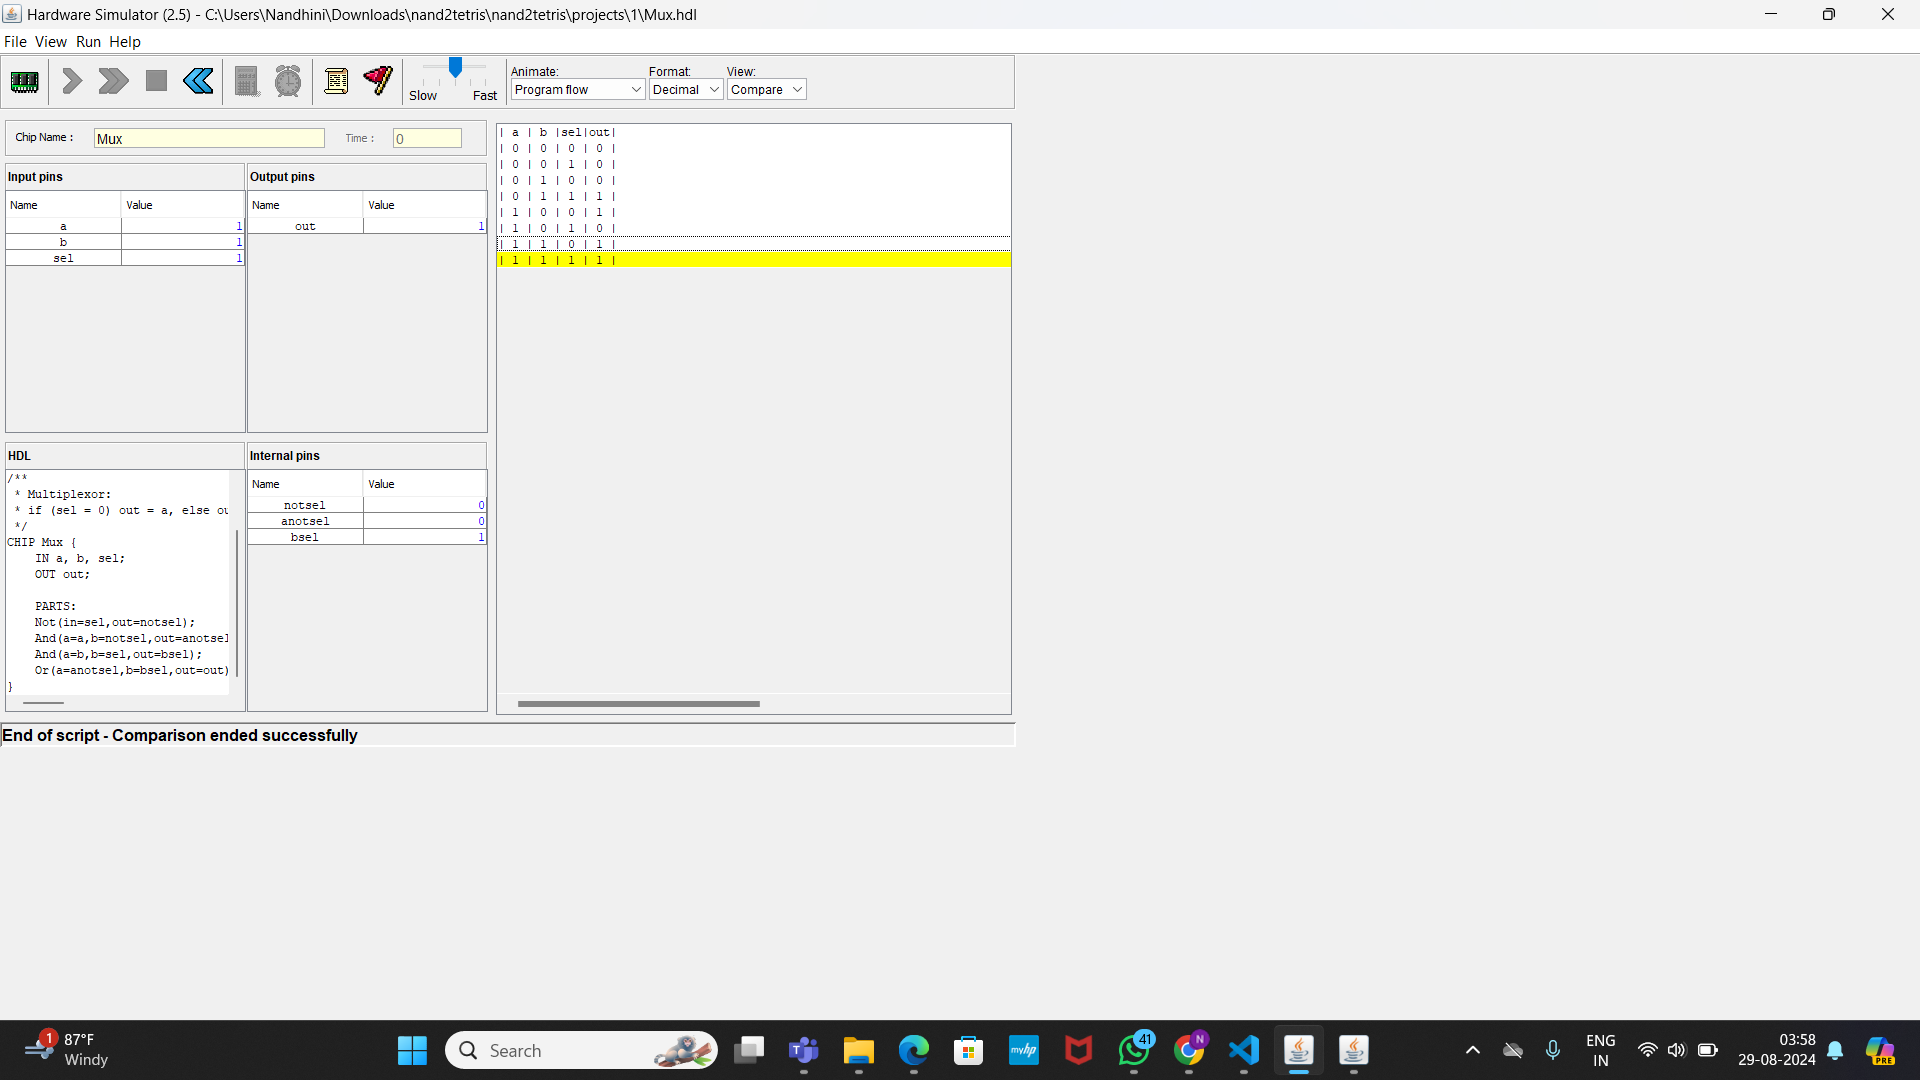 Hardware Simulator (2.5) - C:\Users\Nandhini\Downloads\nand2tetris\nand2tetris\projects\1\Mux.hdl
File View Run Help
Slow Fast
Animate: Format: View:
Program flow Decimal Compare
Chip Name : Mux Time : 0
Input pins
Name Value
a 1
b 1
sel 1
Output pins
Name Value
out 1
| a | b |sel|out|
| 0 | 0 | 0 | 0 |
| 0 | 0 | 1 | 0 |
| 0 | 1 | 0 | 0 |
| 0 | 1 | 1 | 1 |
| 1 | 0 | 0 | 1 |
| 1 | 0 | 1 | 0 |
| 1 | 1 | 0 | 1 |
| 1 | 1 | 1 | 1 |
HDL
/**
* Multiplexor:
* if (sel = 0) out = a, else ou
*/
CHIP Mux {
IN a, b, sel;
OUT out;
PARTS:
Not(in=sel,out=notsel);
And(a=a,b=notsel,out=anotsel
And(a=b,b=sel,out=bsel);
Or(a=anotsel,b=bsel,out=out)
}
Internal pins
Name Value
notsel 0
anotsel 0
bsel 1
End of script - Comparison ended successfully
1
87°F
Windy
Search
myhp
41
N
ENG
IN
03:58
29-08-2024
PRE